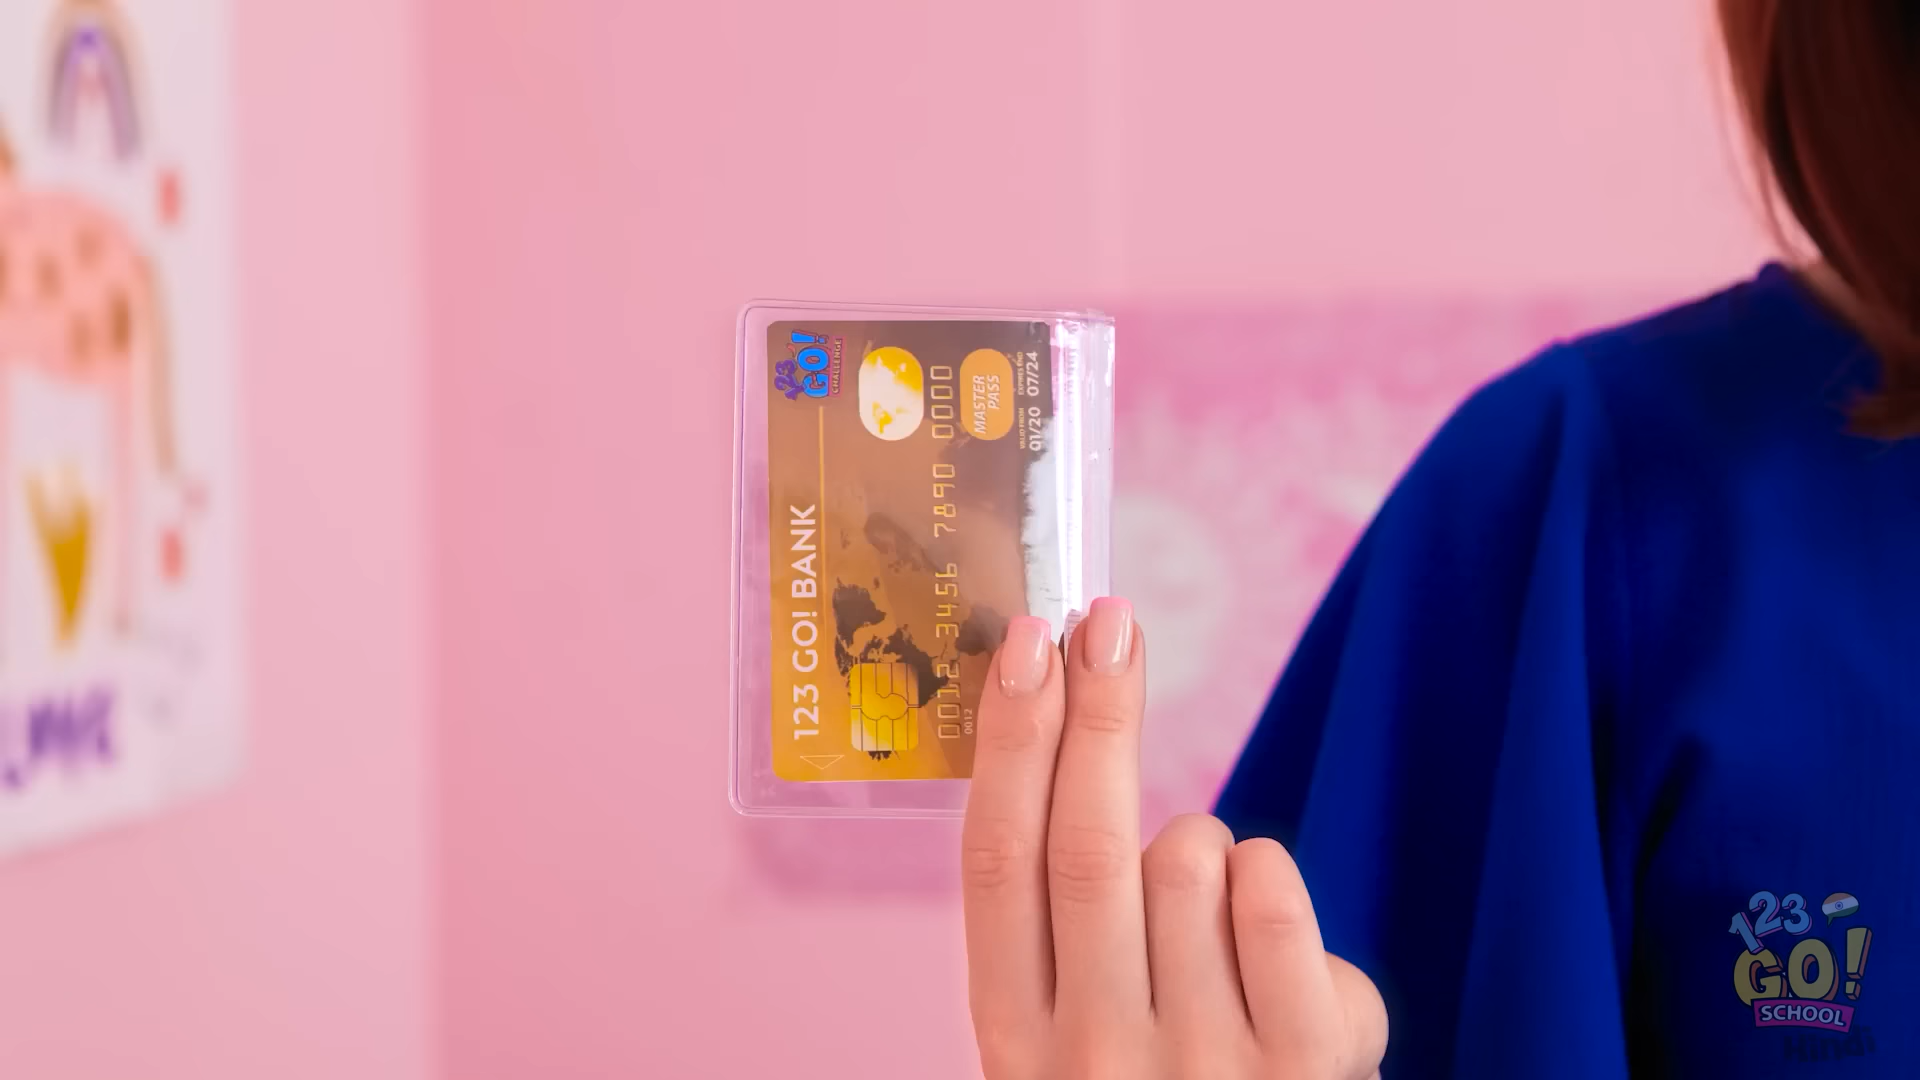 123 GO! BANK
123
GO!
CHALLENGE
0012 3456 7890 0000
0012
MASTER
PASS
VALID FROM
01/20
EXPIRES END
07/24
123
GO!
SCHOOL
Hindi